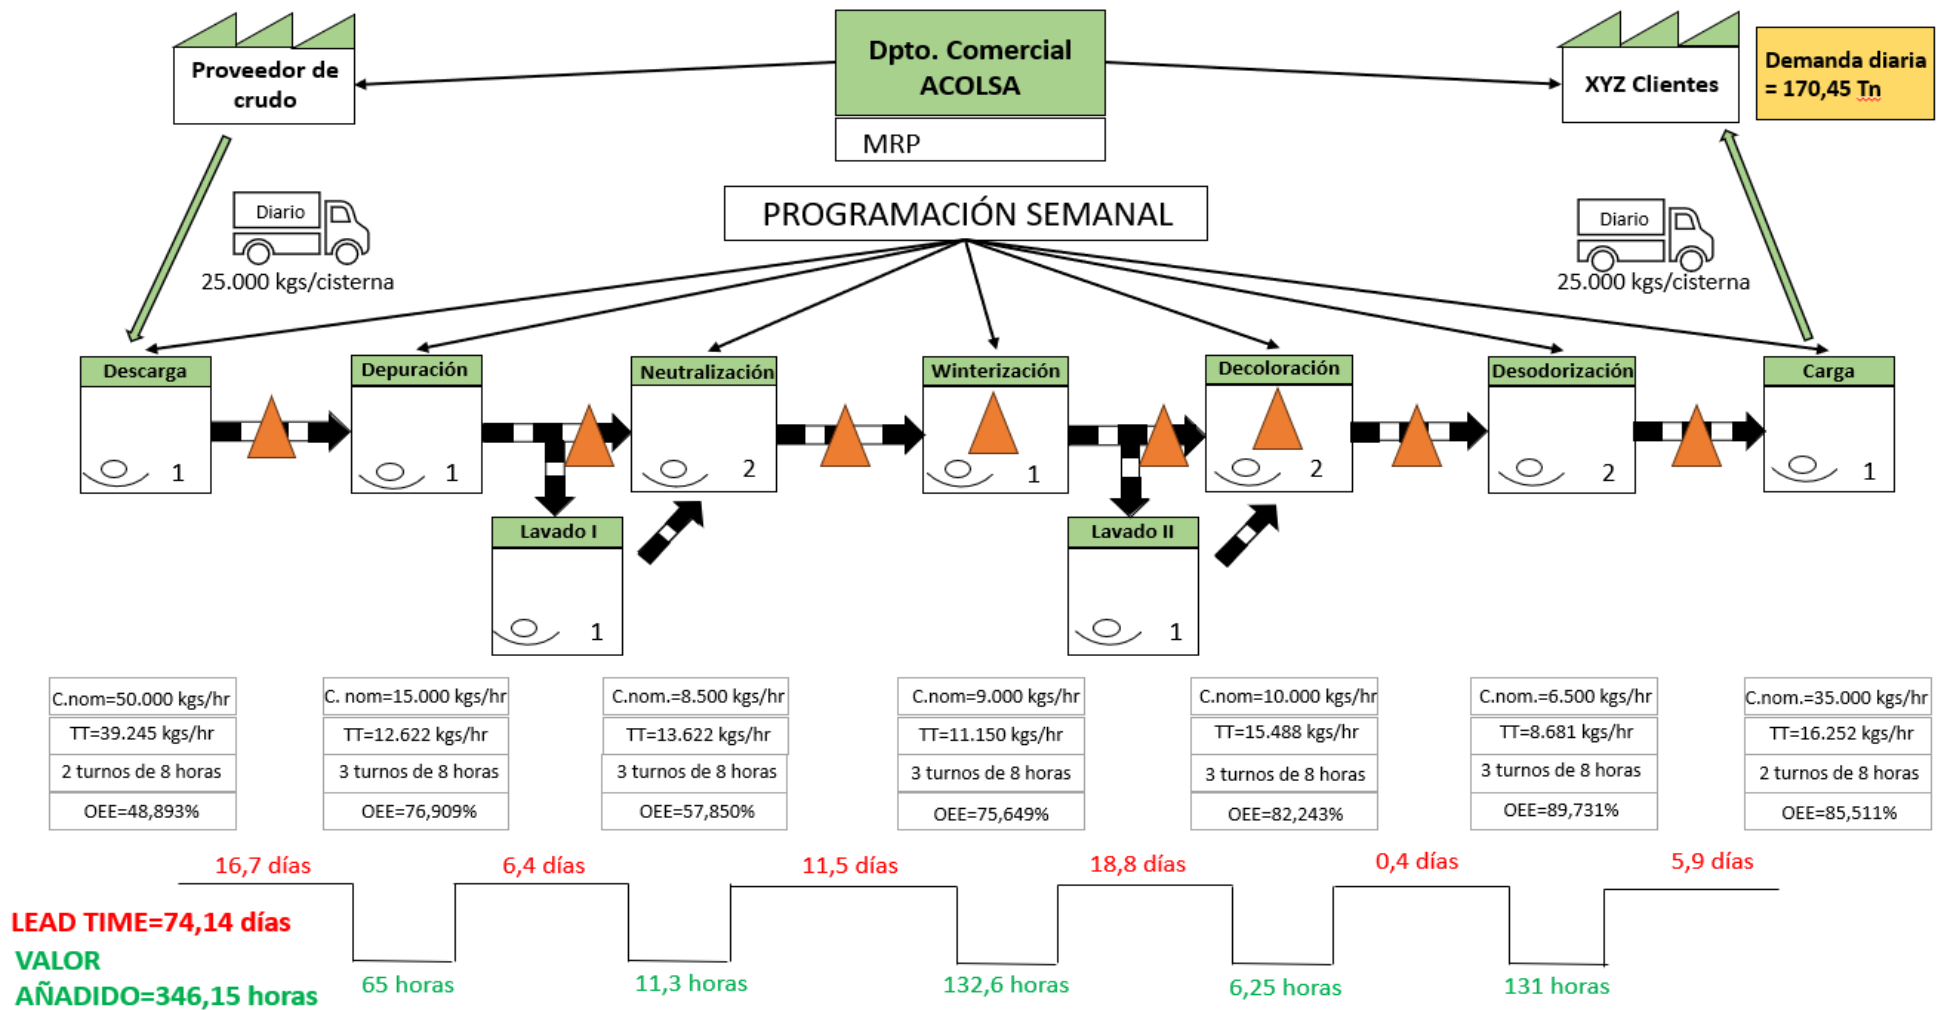 Proveedor de
crudo
Dpto. Comercial
ACOLSA
MRP
XYZ Clientes
Demanda diaria
= 170,45 Tn
Diario
25.000 kgs/cisterna
PROGRAMACIÓN SEMANAL
Diario
25.000 kgs/cisterna
Descarga
1
Depuración
1
Neutralización
2
Winterización
1
Decoloración
2
Desodorización
2
Carga
1
Lavado I
1
Lavado II
1
C.nom=50.000 kgs/hr
TT=39.245 kgs/hr
2 turnos de 8 horas
OEE=48,893%
C. nom=15.000 kgs/hr
TT=12.622 kgs/hr
3 turnos de 8 horas
OEE=76,909%
C.nom.=8.500 kgs/hr
TT=13.622 kgs/hr
3 turnos de 8 horas
OEE=57,850%
C.nom=9.000 kgs/hr
TT=11.150 kgs/hr
3 turnos de 8 horas
OEE=75,649%
C.nom=10.000 kgs/hr
TT=15.488 kgs/hr
3 turnos de 8 horas
OEE=82,243%
C.nom.=6.500 kgs/hr
TT=8.681 kgs/hr
3 turnos de 8 horas
OEE=89,731%
C.nom.=35.000 kgs/hr
TT=16.252 kgs/hr
2 turnos de 8 horas
OEE=85,511%
16,7 días
6,4 días
11,5 días
18,8 días
0,4 días
5,9 días
LEAD TIME=74,14 días
VALOR
AÑADIDO=346,15 horas
65 horas
11,3 horas
132,6 horas
6,25 horas
131 horas